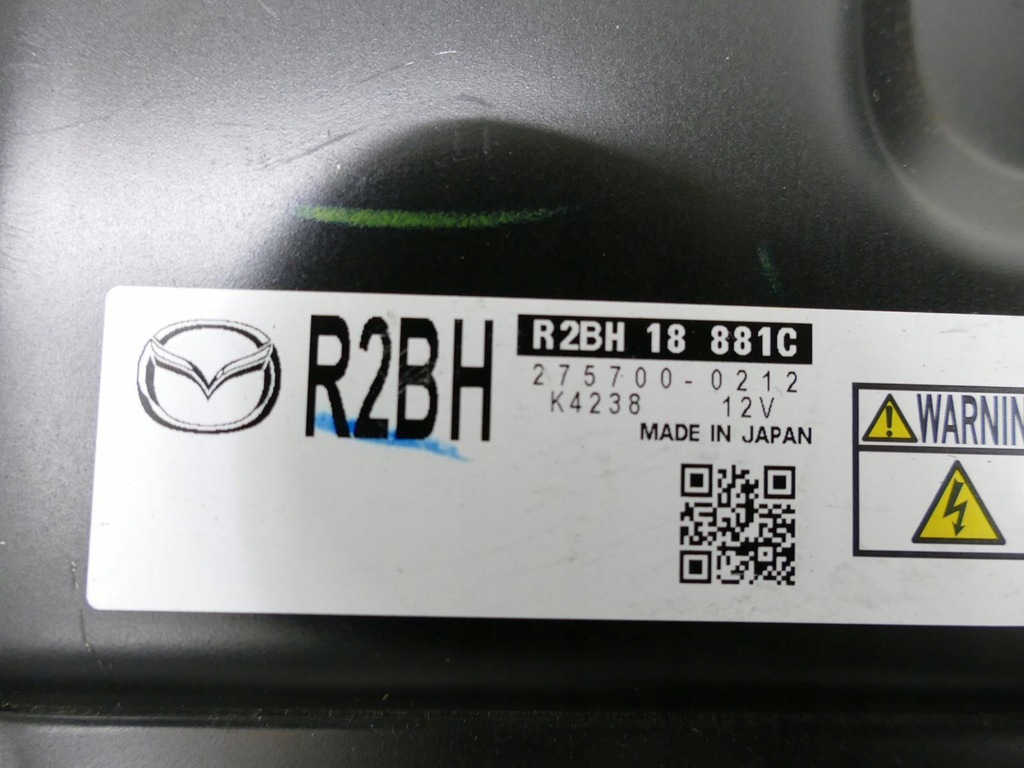 R2BH
R2BH 18 881C
275700-0212
K4238 12V
MADE IN JAPAN
WARNIN